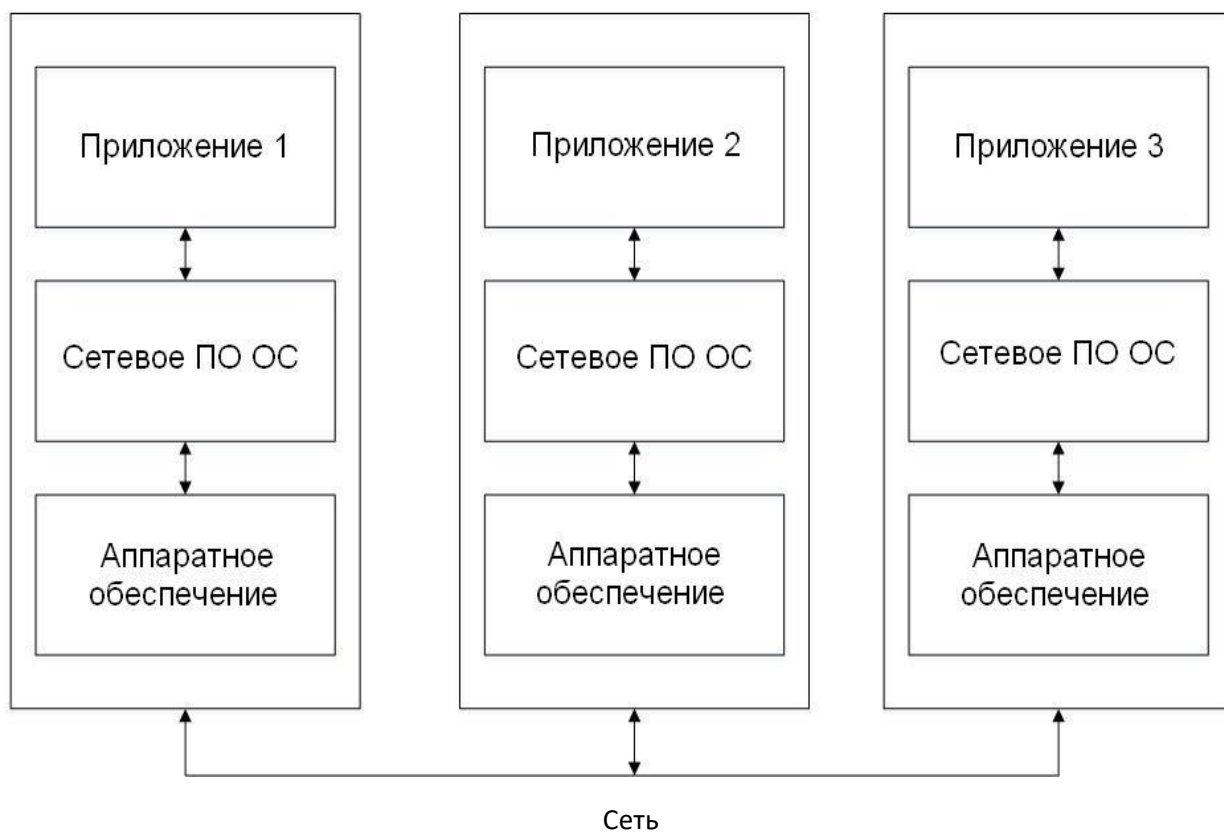 Приложение 1
Приложение 2
Приложение 3
Сетевое ПО ОС
Сетевое ПО ОС
Сетевое ПО ОС
Аппаратное
обеспечение
Аппаратное
обеспечение
Аппаратное
обеспечение
Сеть